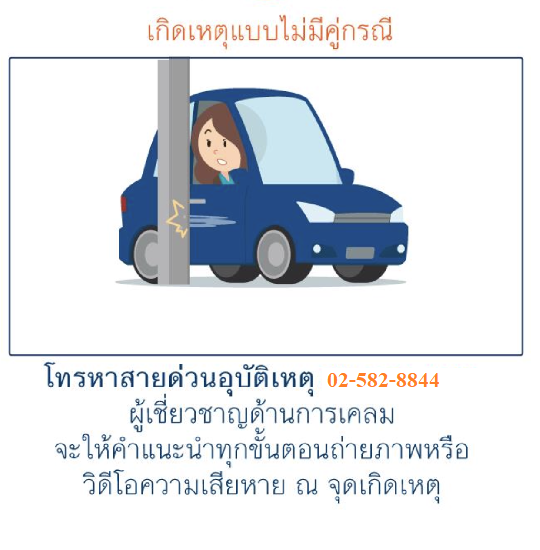 เกิดเหตุแบบไม่มีคู่กรณี
โทรหาสายด่วนอุบัติเหตุ 02-582-8844
ผู้เชี่ยวชาญด้านการเคลม
จะให้คำแนะนำทุกขั้นตอนถ่ายภาพหรือ
วิดีโอความเสียหาย ณ จุดเกิดเหตุ